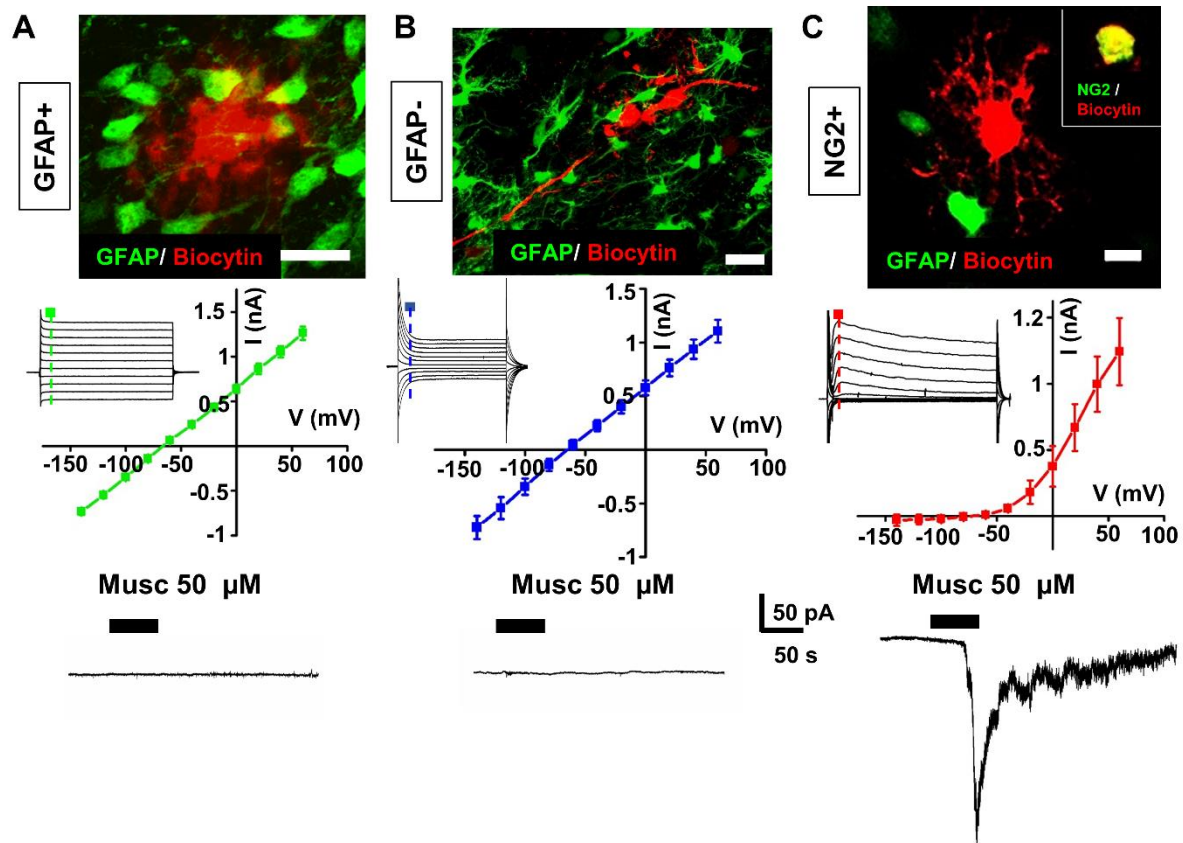 A
GFAP+
GFAP/ Biocytin
I (nA)
1.5
1
0.5
V (mV)
-150
-100
-50
50
100
-0.5
-1
Musc 50 µM
B
GFAP-
GFAP/ Biocytin
I (nA)
1.5
1
0.5
V (mV)
-150
-100
-50
50
100
-0.5
-1
Musc 50 µM
50 pA
50 s
C
NG2+
NG2 /
Biocytin
GFAP/ Biocytin
I (nA)
1.2
1
0.5
V (mV)
-150
-100
-50
50
100
Musc 50 µM